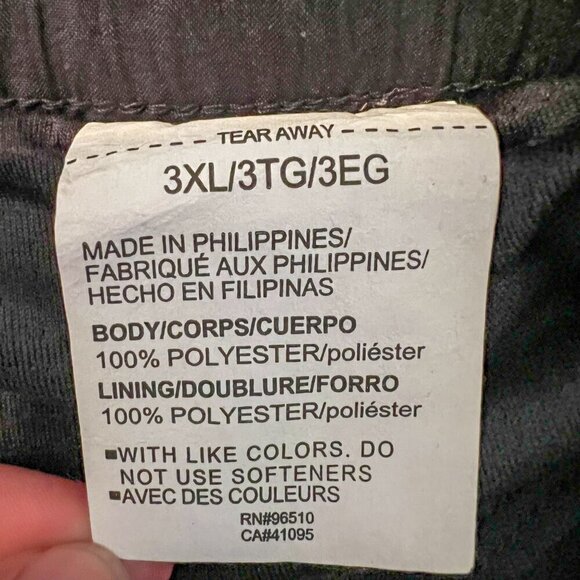 TEAR AWAY
3XL/3TG/3EG
MADE IN PHILIPPINES/
FABRIQUÉ AUX PHILIPPINES/
HECHO EN FILIPINAS
BODY/CORPS/CUERPO
100% POLYESTER/poliéster
LINING/DOUBLURE/FORRO
100% POLYESTER/poliéster
▪WITH LIKE COLORS. DO
NOT USE SOFTENERS
▪AVEC DES COULEURS
RN#96510
CA#41095